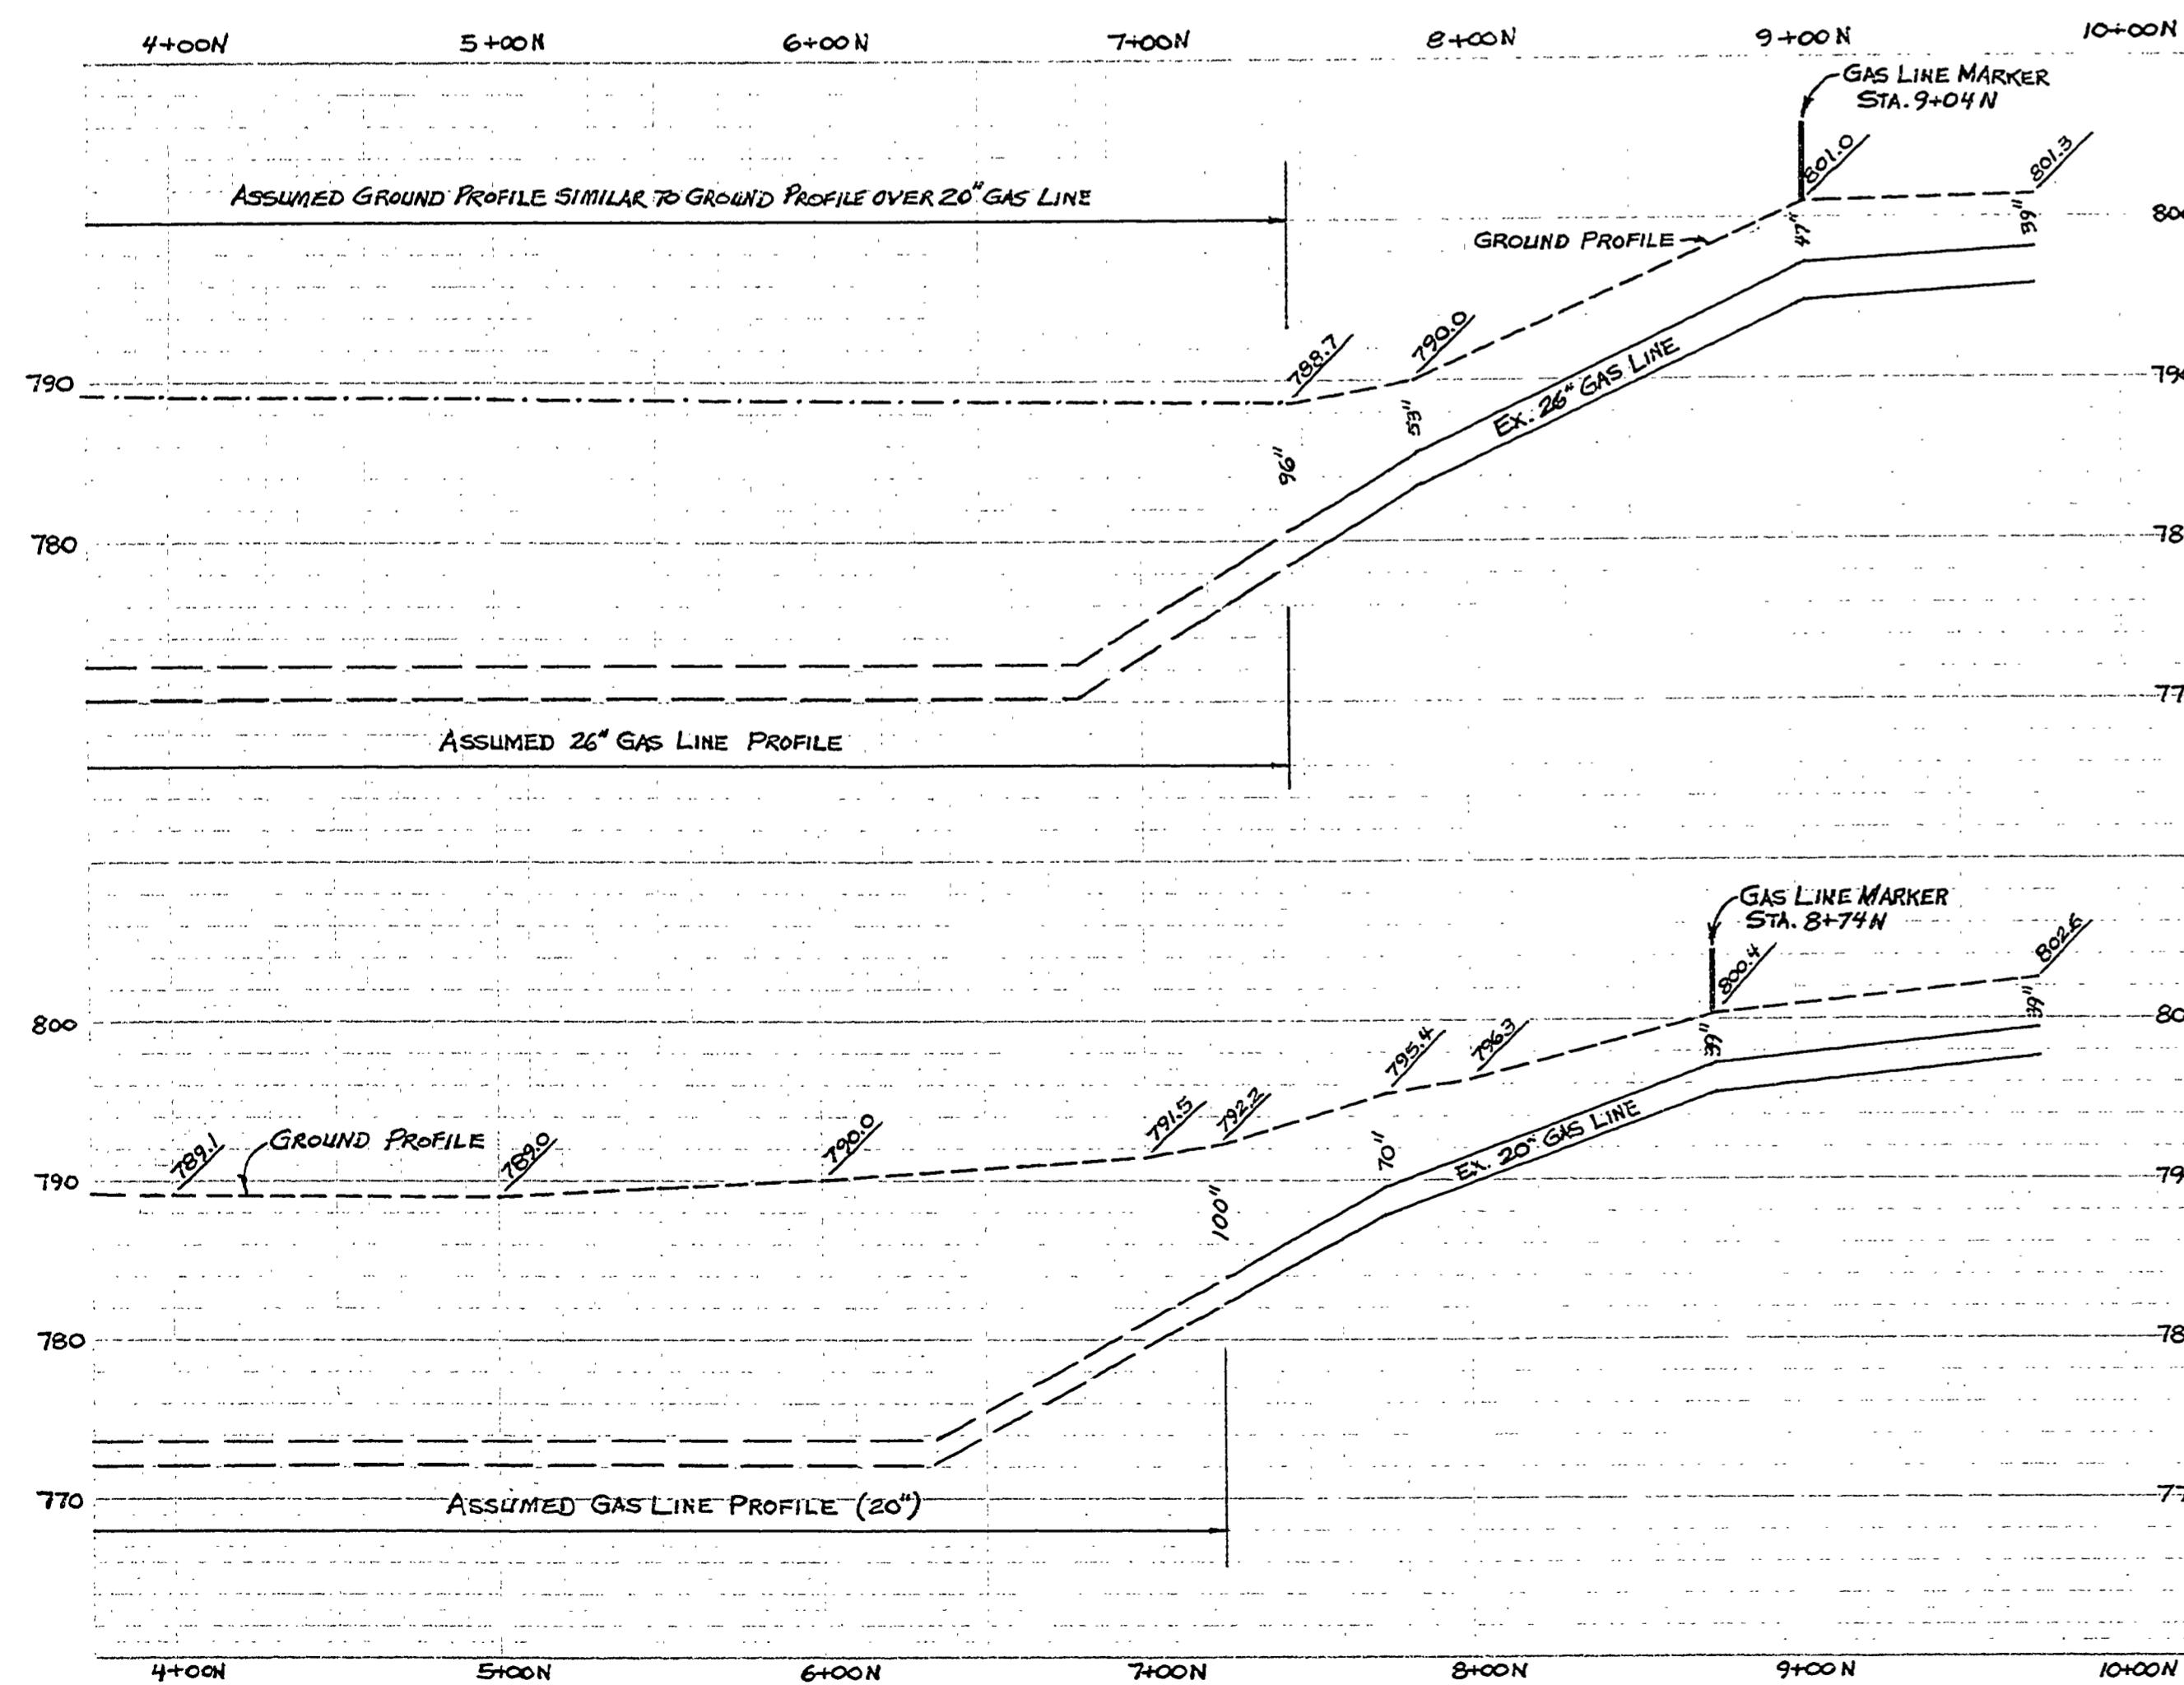 4+00N 5+00N 6+00N 7+00N 8+00N 9+00N 10+00N
GAS LINE MARKER
STA. 9+04N
801.0 801.3
ASSUMED GROUND PROFILE SIMILAR TO GROUND PROFILE OVER 20" GAS LINE
GROUND PROFILE
47" 39"
788.7 790.0
790
53"
EX. 26" GAS LINE
96"
780
ASSUMED 26" GAS LINE PROFILE
GAS LINE MARKER
STA. 8+74N
800.4 802.6
800
39" 39"
795.4 796.3
791.5 792.2
789.1 GROUND PROFILE 789.0 790.0
EX. 20" GAS LINE
70"
790
100"
780
770
ASSUMED GAS LINE PROFILE (20")
4+00N 5+00N 6+00N 7+00N 8+00N 9+00N 10+00N